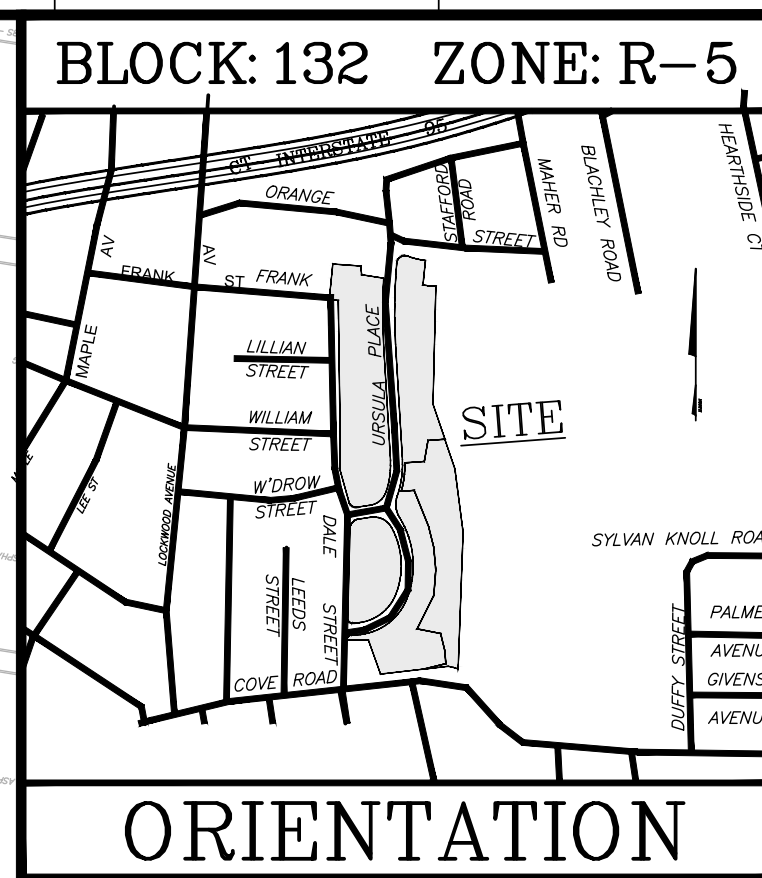 BLOCK: 132 ZONE: R-5
CT INTERSTATE 95
ORANGE
STAFFORD
ROAD
STREET
MAHER RD
BLACHLEY ROAD
HEARTHSIDE CT
AV
AV
FRANK
ST
FRANK
MAPLE
URSULA PLACE
LILLIAN
STREET
WILLIAM
STREET
SITE
W'DROW
STREET
LEE ST
LOCKWOOD AVENUE
DALE
STREET
LEEDS
STREET
COVE ROAD
SYLVAN KNOLL ROA
DUFFY STREET
PALME
AVENU
GIVENS
AVENU
ORIENTATION